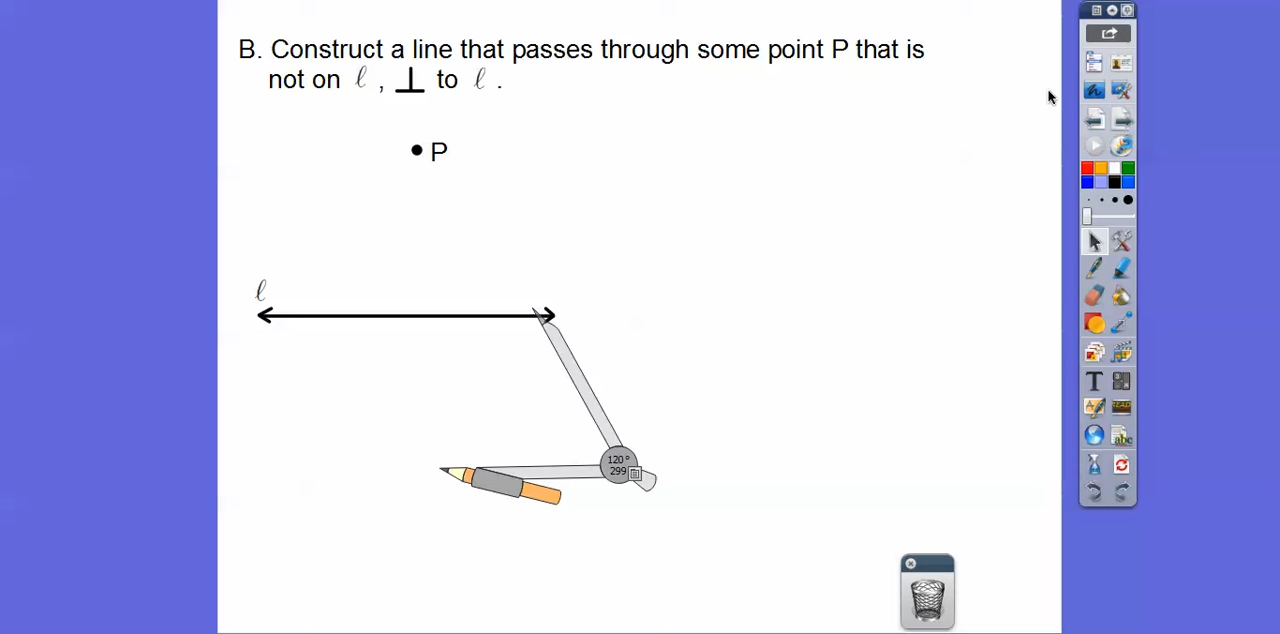 B. Construct a line that passes through some point P that is
not on ℓ , ⊥ to ℓ .
P
ℓ
120°
299